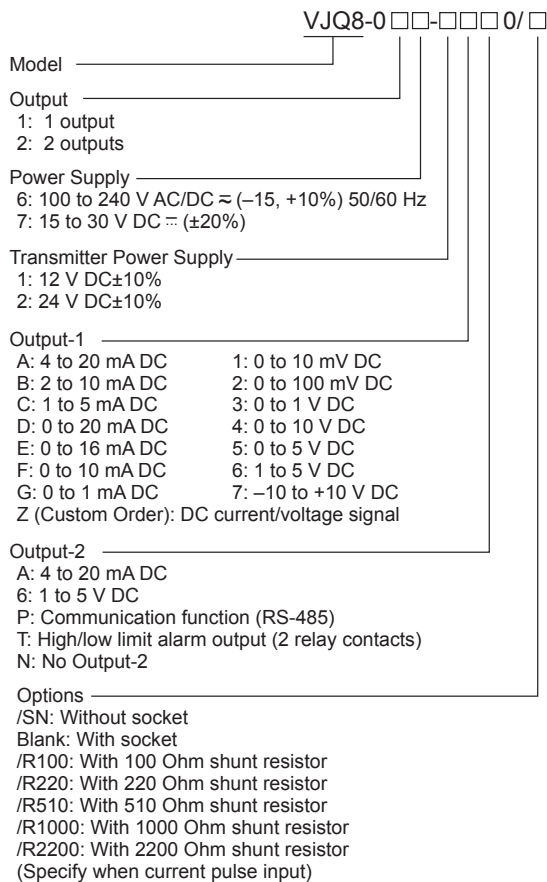 VJQ8-0□□-□□□0/□
Model
Output
1: 1 output
2: 2 outputs
Power Supply
6: 100 to 240 V AC/DC ≂ (–15, +10%) 50/60 Hz
7: 15 to 30 V DC ⎓ (±20%)
Transmitter Power Supply
1: 12 V DC±10%
2: 24 V DC±10%
Output-1
A: 4 to 20 mA DC 1: 0 to 10 mV DC
B: 2 to 10 mA DC 2: 0 to 100 mV DC
C: 1 to 5 mA DC 3: 0 to 1 V DC
D: 0 to 20 mA DC 4: 0 to 10 V DC
E: 0 to 16 mA DC 5: 0 to 5 V DC
F: 0 to 10 mA DC 6: 1 to 5 V DC
G: 0 to 1 mA DC 7: –10 to +10 V DC
Z (Custom Order): DC current/voltage signal
Output-2
A: 4 to 20 mA DC
6: 1 to 5 V DC
P: Communication function (RS-485)
T: High/low limit alarm output (2 relay contacts)
N: No Output-2
Options
/SN: Without socket
Blank: With socket
/R100: With 100 Ohm shunt resistor
/R220: With 220 Ohm shunt resistor
/R510: With 510 Ohm shunt resistor
/R1000: With 1000 Ohm shunt resistor
/R2200: With 2200 Ohm shunt resistor
(Specify when current pulse input)